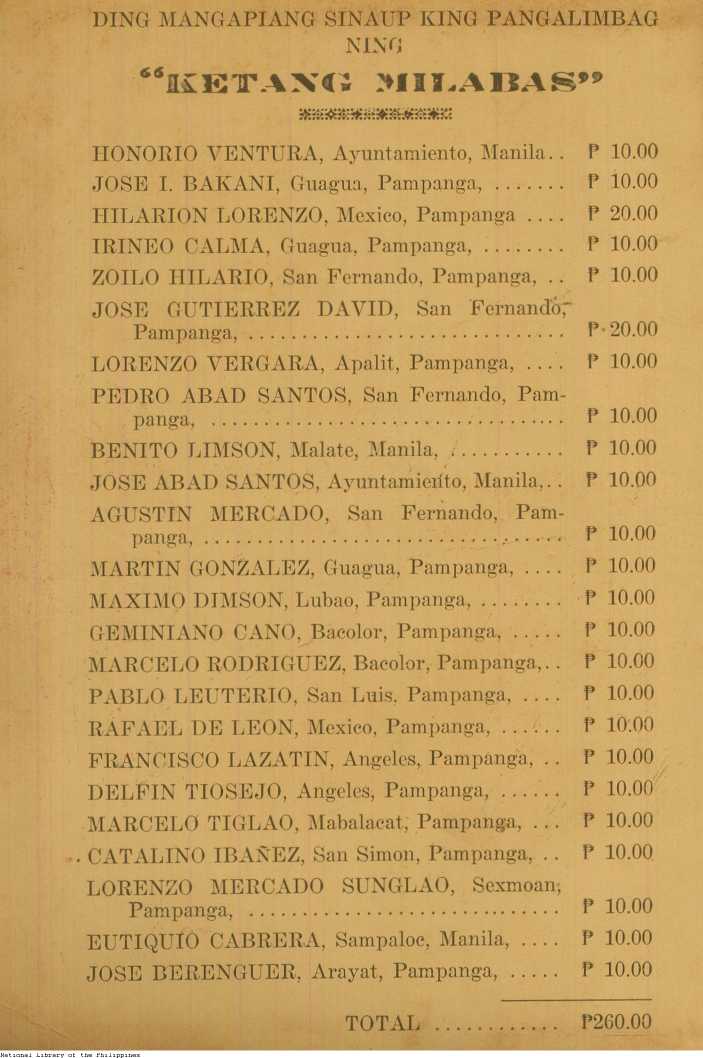 DING MANGAPIANG SINAUP KING PANGALIMBAG
NING
“KETANG MILABAS”
HONORIO VENTURA, Ayuntamiento, Manila.. ₱ 10.00
JOSE I. BAKANI, Guagua, Pampanga, ....... ₱ 10.00
HILARION LORENZO, Mexico, Pampanga .... ₱ 20.00
IRINEO CALMA, Guagua, Pampanga, ........ ₱ 10.00
ZOILO HILARIO, San Fernando, Pampanga, .. ₱ 10.00
JOSE GUTIERREZ DAVID, San Fernando,
Pampanga, .............................. ₱ 20.00
LORENZO VERGARA, Apalit, Pampanga, .... ₱ 10.00
PEDRO ABAD SANTOS, San Fernando, Pam-
panga, ................................. ₱ 10.00
BENITO LIMSON, Malate, Manila, ........... ₱ 10.00
JOSE ABAD SANTOS, Ayuntamiento, Manila,.. ₱ 10.00
AGUSTIN MERCADO, San Fernando, Pam-
panga, .................................. ₱ 10.00
MARTIN GONZALEZ, Guagua, Pampanga, .... ₱ 10.00
MAXIMO DIMSON, Lubao, Pampanga, ........ ₱ 10.00
GEMINIANO CANO, Bacolor, Pampanga, ..... ₱ 10.00
MARCELO RODRIGUEZ, Bacolor, Pampanga,.. ₱ 10.00
PABLO LEUTERIO, San Luis, Pampanga, .... ₱ 10.00
RAFAEL DE LEON, Mexico, Pampanga, ...... ₱ 10.00
FRANCISCO LAZATIN, Angeles, Pampanga, .. ₱ 10.00
DELFIN TIOSEJO, Angeles, Pampanga, ...... ₱ 10.00
MARCELO TIGLAO, Mabalacat, Pampanga, ... ₱ 10.00
CATALINO IBAÑEZ, San Simon, Pampanga, .. ₱ 10.00
LORENZO MERCADO SUNGLAO, Sexmoan,
Pampanga, ............................. ₱ 10.00
EUTIQUIO CABRERA, Sampaloc, Manila, .... ₱ 10.00
JOSE BERENGUER, Arayat, Pampanga, ..... ₱ 10.00
TOTAL ............ ₱260.00
National Library of the Philippines